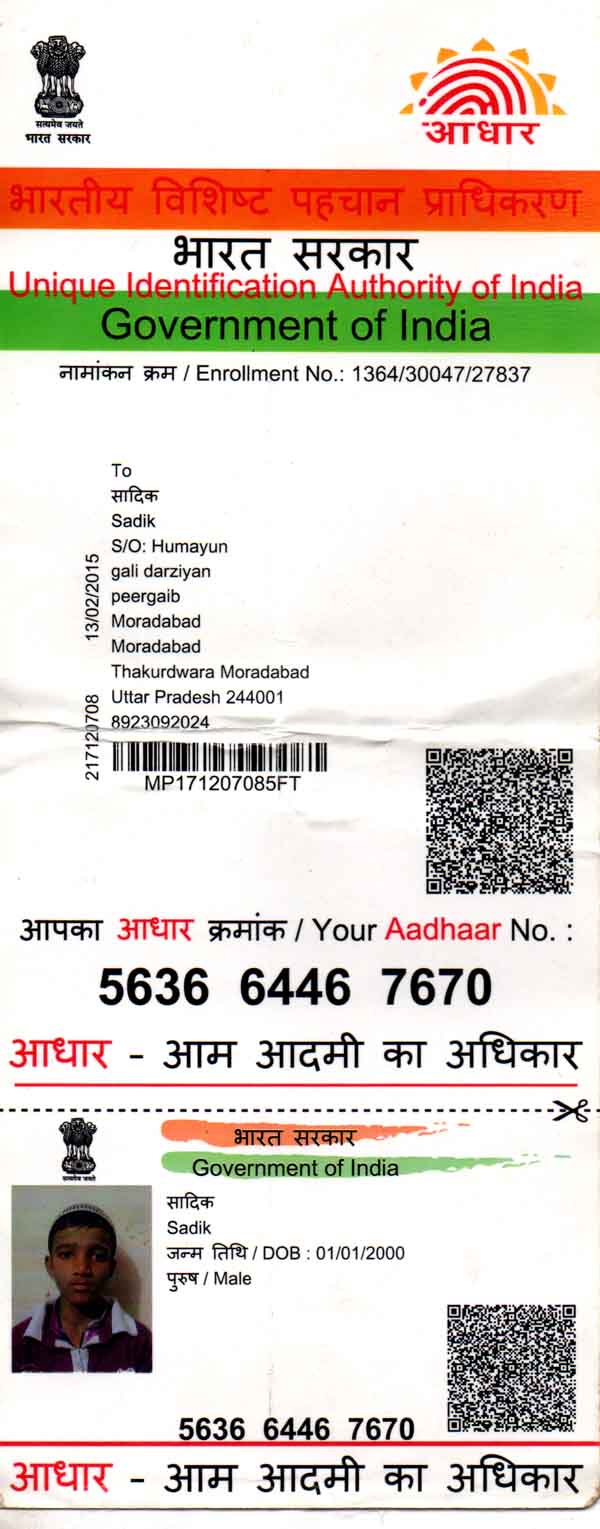 सत्यमेव जयते
भारत सरकार
आधार
भारतीय विशिष्ट पहचान प्राधिकरण
भारत सरकार
Unique Identification Authority of India
Government of India
नामांकन क्रम / Enrollment No.: 1364/30047/27837
To
सादिक
Sadik
S/O: Humayun
gali darziyan
peergaib
Moradabad
Moradabad
Thakurdwara Moradabad
Uttar Pradesh 244001
8923092024
217120708 13/02/2015
MP171207085FT
आपका आधार क्रमांक / Your Aadhaar No. :
5636 6446 7670
आधार - आम आदमी का अधिकार
सत्यमेव जयते
भारत सरकार
Government of India
सादिक
Sadik
जन्म तिथि / DOB : 01/01/2000
पुरुष / Male
5636 6446 7670
आधार - आम आदमी का अधिकार